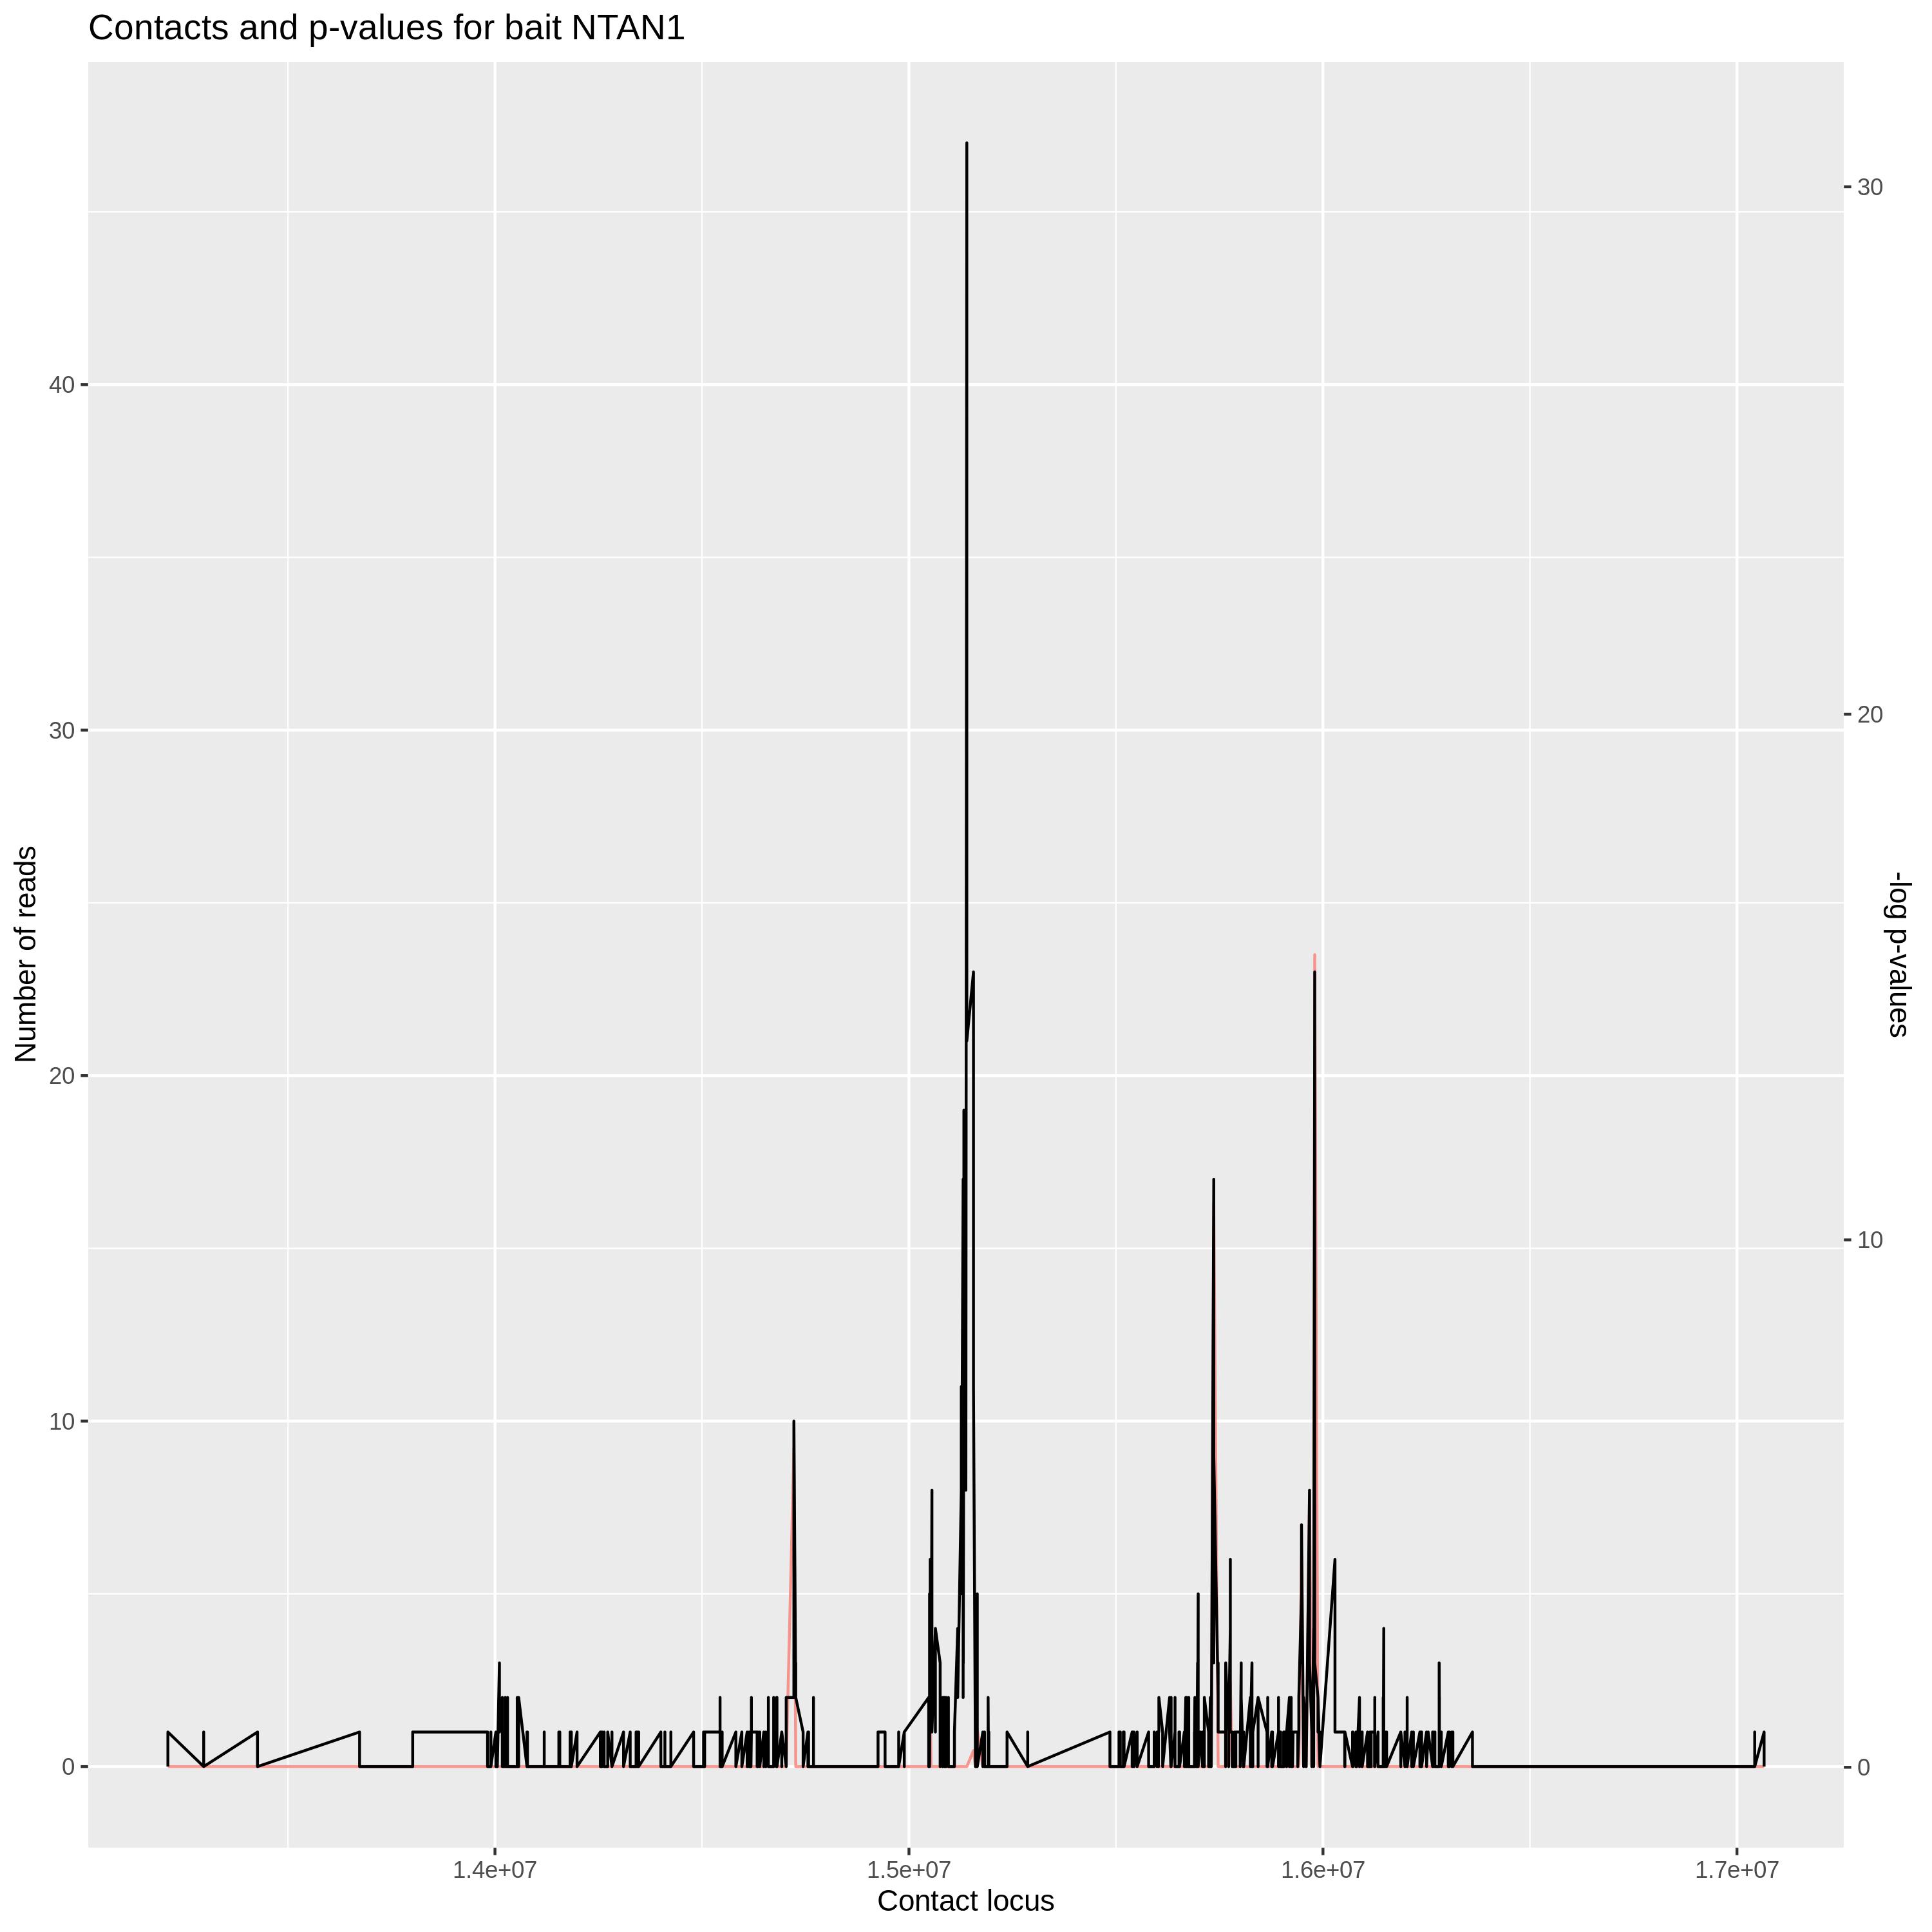 Contacts and p-values for bait NTAN1
Number of reads
40
30
20
10
0
30
20
10
0
-log p-values
1.4e+07
1.5e+07
1.6e+07
1.7e+07
Contact locus